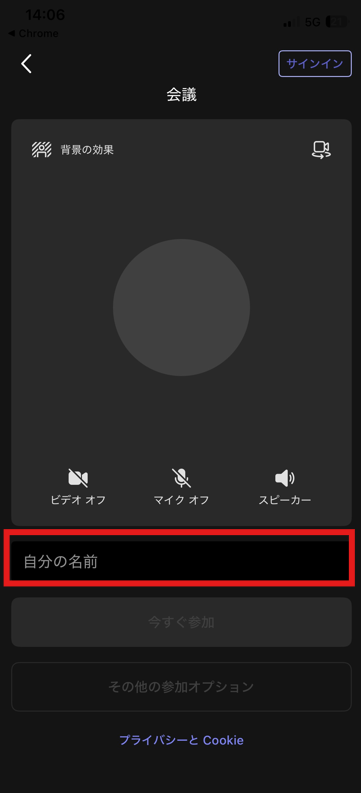 14:06
5G
◀ Chrome
サインイン
会議
背景の効果
ビデオ オフ
マイク オフ
スピーカー
自分の名前
今すぐ参加
その他の参加オプション
プライバシーと Cookie